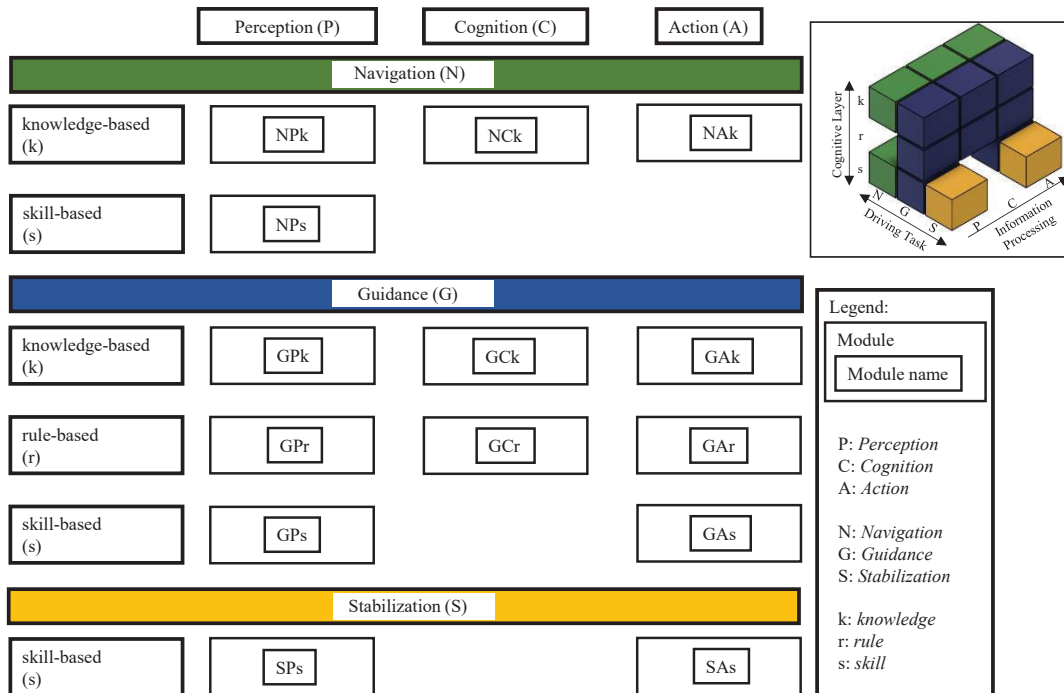 Perception (P)
Cognition (C)
Action (A)
Navigation (N)
knowledge-based
(k)
NPk
NCk
NAk
skill-based
(s)
NPs
Guidance (G)
knowledge-based
(k)
GPk
GCk
GAk
rule-based
(r)
GPr
GCr
GAr
skill-based
(s)
GPs
GAs
Stabilization (S)
skill-based
(s)
SPs
SAs
Cognitive Layer
k
r
s
N
G
S
Driving Task
P
C
A
Information
Processing
Legend:
Module
Module name
P: Perception
C: Cognition
A: Action
N: Navigation
G: Guidance
S: Stabilization
k: knowledge
r: rule
s: skill